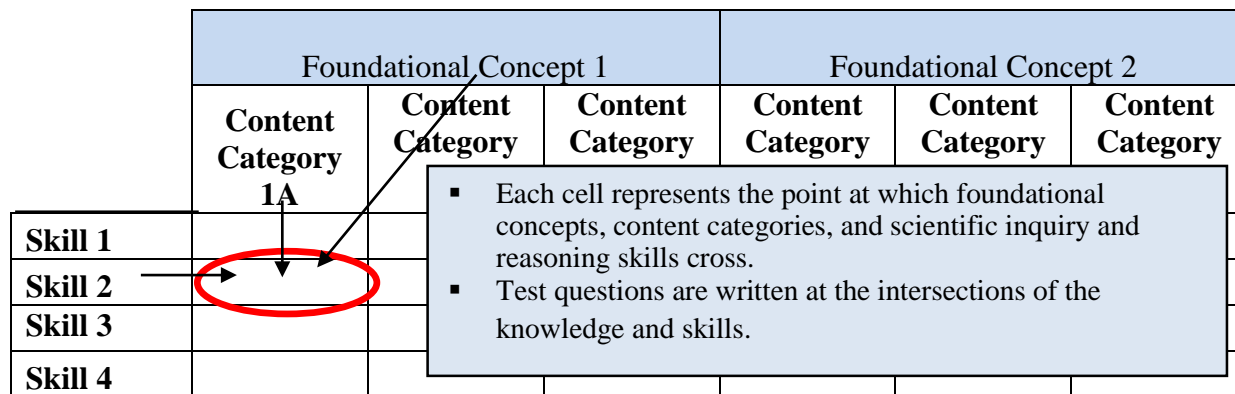 Foundational Concept 1
Foundational Concept 2
Content
Category
1A
Content
Category
Content
Category
Content
Category
Content
Category
Content
Category
▪ Each cell represents the point at which foundational
concepts, content categories, and scientific inquiry and
reasoning skills cross.
▪ Test questions are written at the intersections of the
knowledge and skills.
Skill 1
Skill 2
Skill 3
Skill 4